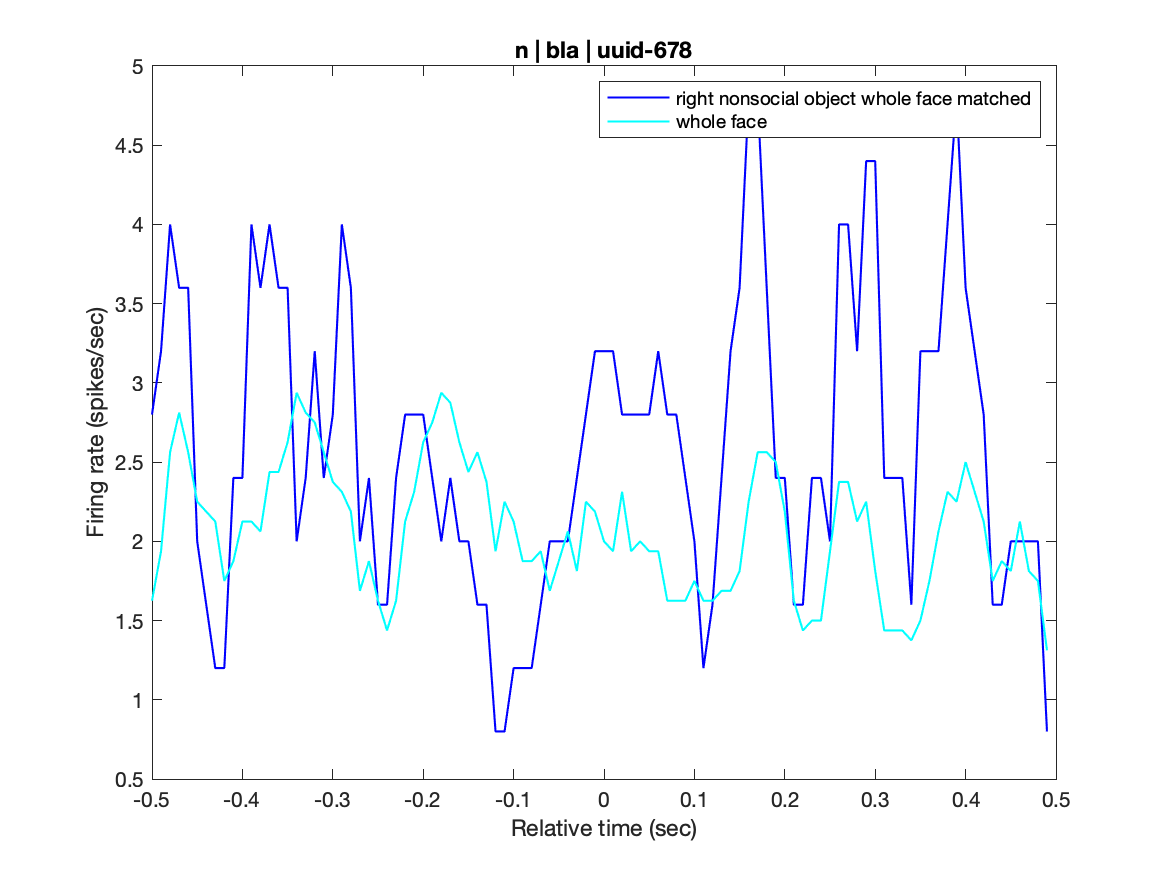 n | bla | uuid-678
5
right nonsocial object whole face matched
whole face
4.5
4
3.5
3
2.5
2
1.5
1
0.5
Firing rate (spikes/sec)
-0.5 -0.4 -0.3 -0.2 -0.1 0 0.1 0.2 0.3 0.4 0.5
Relative time (sec)